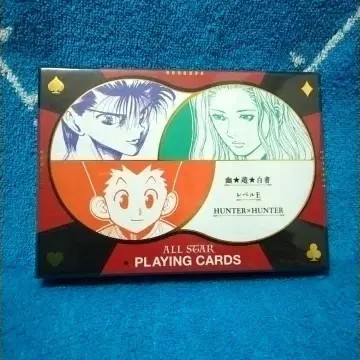 幽★遊★白書
レベルE
HUNTER×HUNTER
ALL STAR
PLAYING CARDS